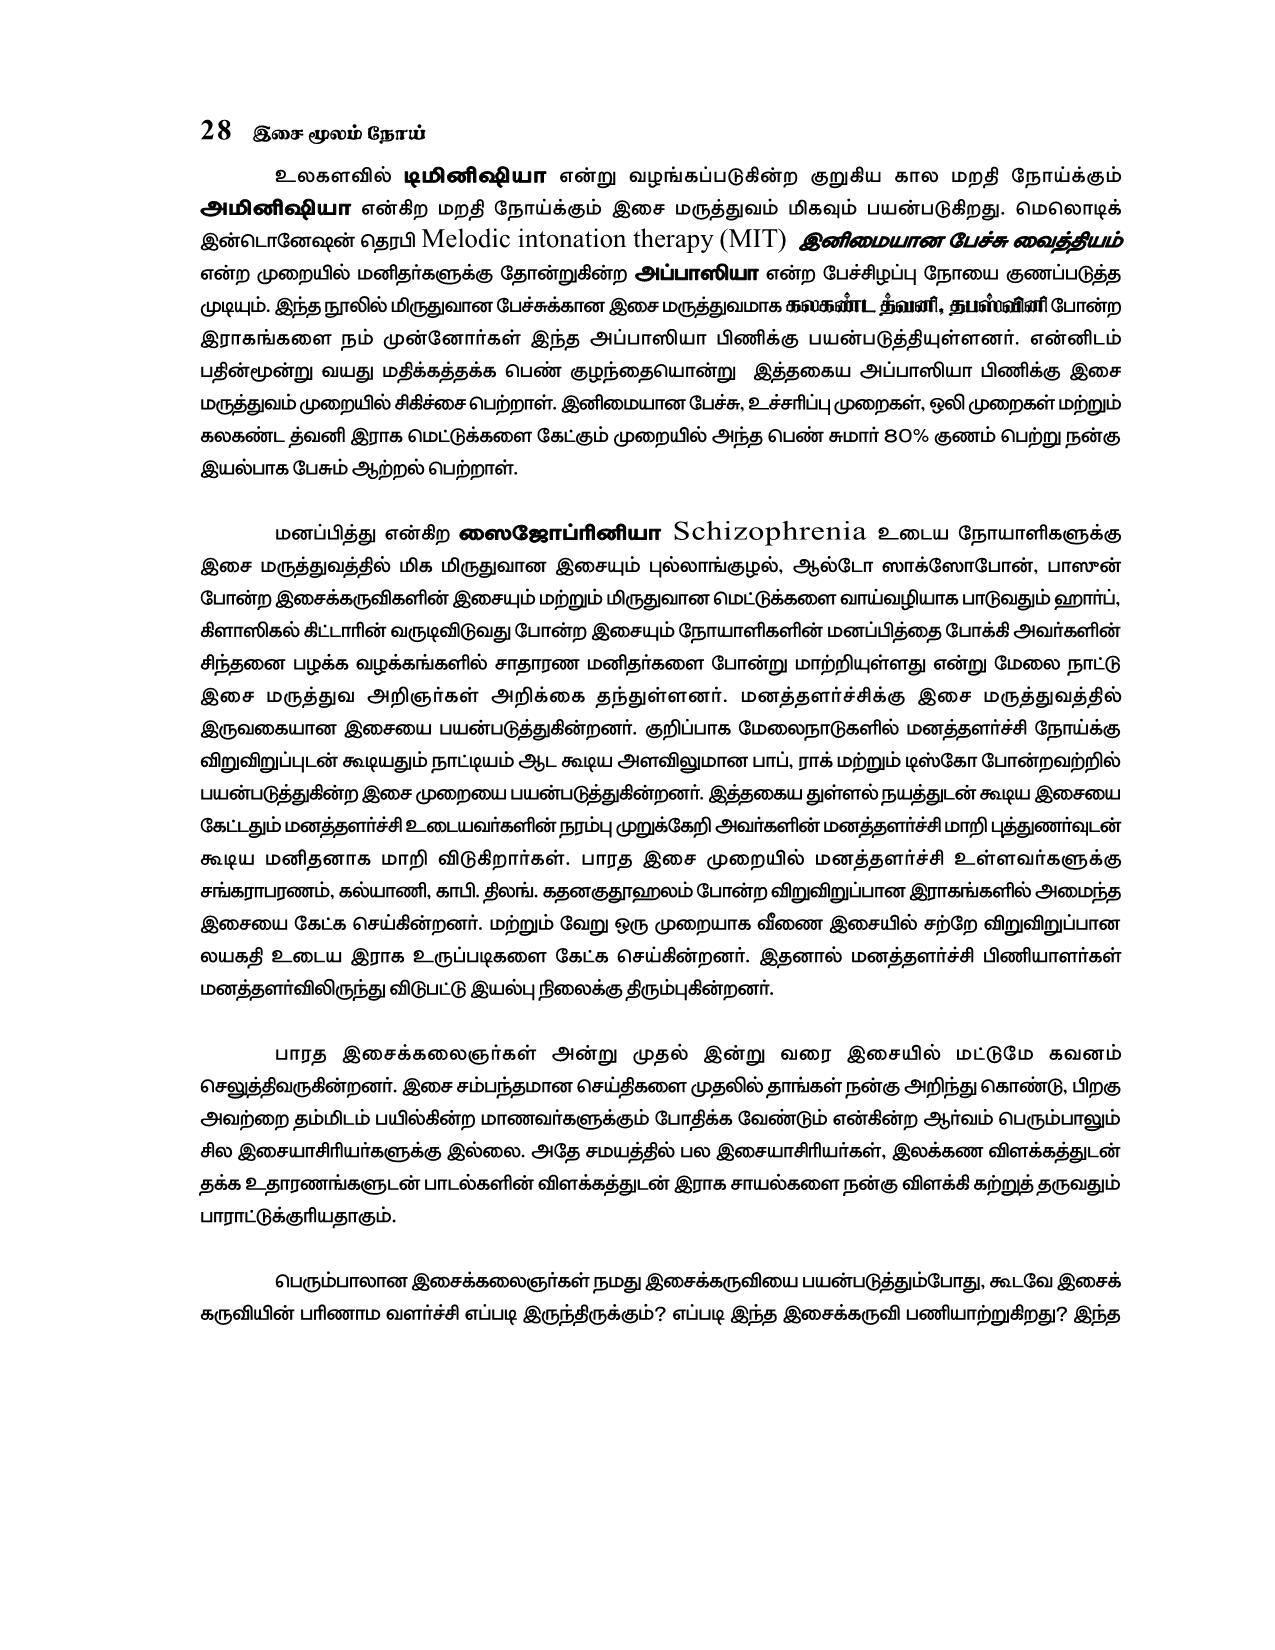 28 இசை மூலம் நோய்
உலகளவில் டிமினிஷியா என்று வழங்கப்படுகின்ற குறுகிய கால மறதி நோய்க்கும்
அமினிஷியா என்கிற மறதி நோய்க்கும் இசை மருத்துவம் மிகவும் பயன்படுகிறது. மெலொடிக்
இன்டொனேஷன் தெரபி Melodic intonation therapy (MIT) இனிமையான பேச்சு வைத்தியம்
என்ற முறையில் மனிதர்களுக்கு தோன்றுகின்ற அப்பாஸியா என்ற பேச்சிழப்பு நோயை குணப்படுத்த
முடியும். இந்த நூலில் மிருதுவான பேச்சுக்கான இசை மருத்துவமாக கலகண்ட த்வனி, தபஸ்வினி போன்ற
இராகங்களை நம் முன்னோர்கள் இந்த அப்பாஸியா பிணிக்கு பயன்படுத்தியுள்ளனர். என்னிடம்
பதின்மூன்று வயது மதிக்கத்தக்க பெண் குழந்தையொன்று இத்தகைய அப்பாஸியா பிணிக்கு இசை
மருத்துவம் முறையில் சிகிச்சை பெற்றாள். இனிமையான பேச்சு, உச்சரிப்பு முறைகள், ஒலி முறைகள் மற்றும்
கலகண்ட த்வனி இராக மெட்டுக்களை கேட்கும் முறையில் அந்த பெண் சுமார் 80% குணம் பெற்று நன்கு
இயல்பாக பேசும் ஆற்றல் பெற்றாள்.
மனப்பித்து என்கிற ஸைஜோப்ரினியா Schizophrenia உடைய நோயாளிகளுக்கு
இசை மருத்துவத்தில் மிக மிருதுவான இசையும் புல்லாங்குழல், ஆல்டோ ஸாக்ஸோபோன், பாஸுன்
போன்ற இசைக்கருவிகளின் இசையும் மற்றும் மிருதுவான மெட்டுக்களை வாய்வழியாக பாடுவதும் ஹார்ப்,
கிளாஸிகல் கிட்டாரின் வருடிவிடுவது போன்ற இசையும் நோயாளிகளின் மனப்பித்தை போக்கி அவர்களின்
சிந்தனை பழக்க வழக்கங்களில் சாதாரண மனிதர்களை போன்று மாற்றியுள்ளது என்று மேலை நாட்டு
இசை மருத்துவ அறிஞர்கள் அறிக்கை தந்துள்ளனர். மனத்தளர்ச்சிக்கு இசை மருத்துவத்தில்
இருவகையான இசையை பயன்படுத்துகின்றனர். குறிப்பாக மேலைநாடுகளில் மனத்தளர்ச்சி நோய்க்கு
விறுவிறுப்புடன் கூடியதும் நாட்டியம் ஆட கூடிய அளவிலுமான பாப், ராக் மற்றும் டிஸ்கோ போன்றவற்றில்
பயன்படுத்துகின்ற இசை முறையை பயன்படுத்துகின்றனர். இத்தகைய துள்ளல் நயத்துடன் கூடிய இசையை
கேட்டதும் மனத்தளர்ச்சி உடையவர்களின் நரம்பு முறுக்கேறி அவர்களின் மனத்தளர்ச்சி மாறி புத்துணர்வுடன்
கூடிய மனிதனாக மாறி விடுகிறார்கள். பாரத இசை முறையில் மனத்தளர்ச்சி உள்ளவர்களுக்கு
சங்கராபரணம், கல்யாணி, காபி. திலங். கதனகுதூஹலம் போன்ற விறுவிறுப்பான இராகங்களில் அமைந்த
இசையை கேட்க செய்கின்றனர். மற்றும் வேறு ஒரு முறையாக வீணை இசையில் சற்றே விறுவிறுப்பான
லயகதி உடைய இராக உருப்படிகளை கேட்க செய்கின்றனர். இதனால் மனத்தளர்ச்சி பிணியாளர்கள்
மனத்தளர்விலிருந்து விடுபட்டு இயல்பு நிலைக்கு திரும்புகின்றனர்.
பாரத இசைக்கலைஞர்கள் அன்று முதல் இன்று வரை இசையில் மட்டுமே கவனம்
செலுத்திவருகின்றனர். இசை சம்பந்தமான செய்திகளை முதலில் தாங்கள் நன்கு அறிந்து கொண்டு, பிறகு
அவற்றை தம்மிடம் பயில்கின்ற மாணவர்களுக்கும் போதிக்க வேண்டும் என்கின்ற ஆர்வம் பெரும்பாலும்
சில இசையாசிரியர்களுக்கு இல்லை. அதே சமயத்தில் பல இசையாசிரியர்கள், இலக்கண விளக்கத்துடன்
தக்க உதாரணங்களுடன் பாடல்களின் விளக்கத்துடன் இராக சாயல்களை நன்கு விளக்கி கற்றுத் தருவதும்
பாராட்டுக்குரியதாகும்.
பெரும்பாலான இசைக்கலைஞர்கள் நமது இசைக்கருவியை பயன்படுத்தும்போது, கூடவே இசைக்
கருவியின் பரிணாம வளர்ச்சி எப்படி இருந்திருக்கும்? எப்படி இந்த இசைக்கருவி பணியாற்றுகிறது? இந்த